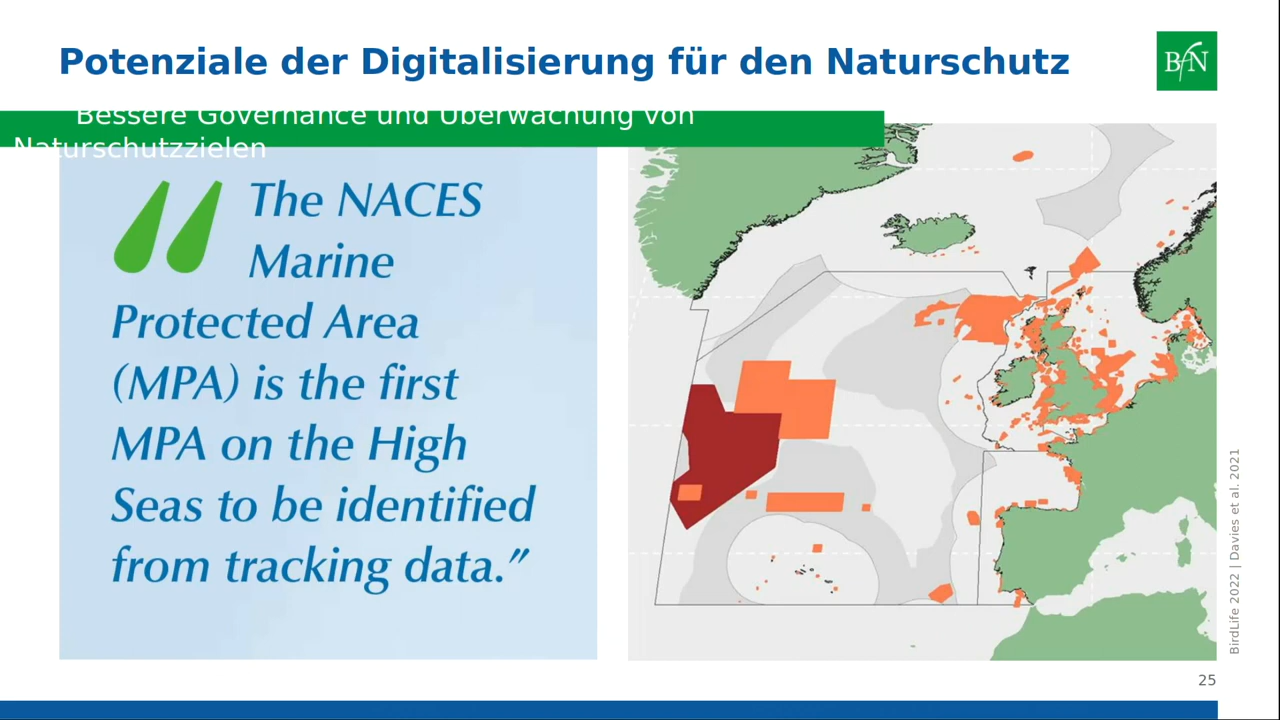 Potenziale der Digitalisierung für den Naturschutz
BfN
Bessere Governance und Überwachung von
Naturschutzzielen
“ The NACES
Marine
Protected Area
(MPA) is the first
MPA on the High
Seas to be identified
from tracking data.”
BirdLife 2022 | Davies et al. 2021
25